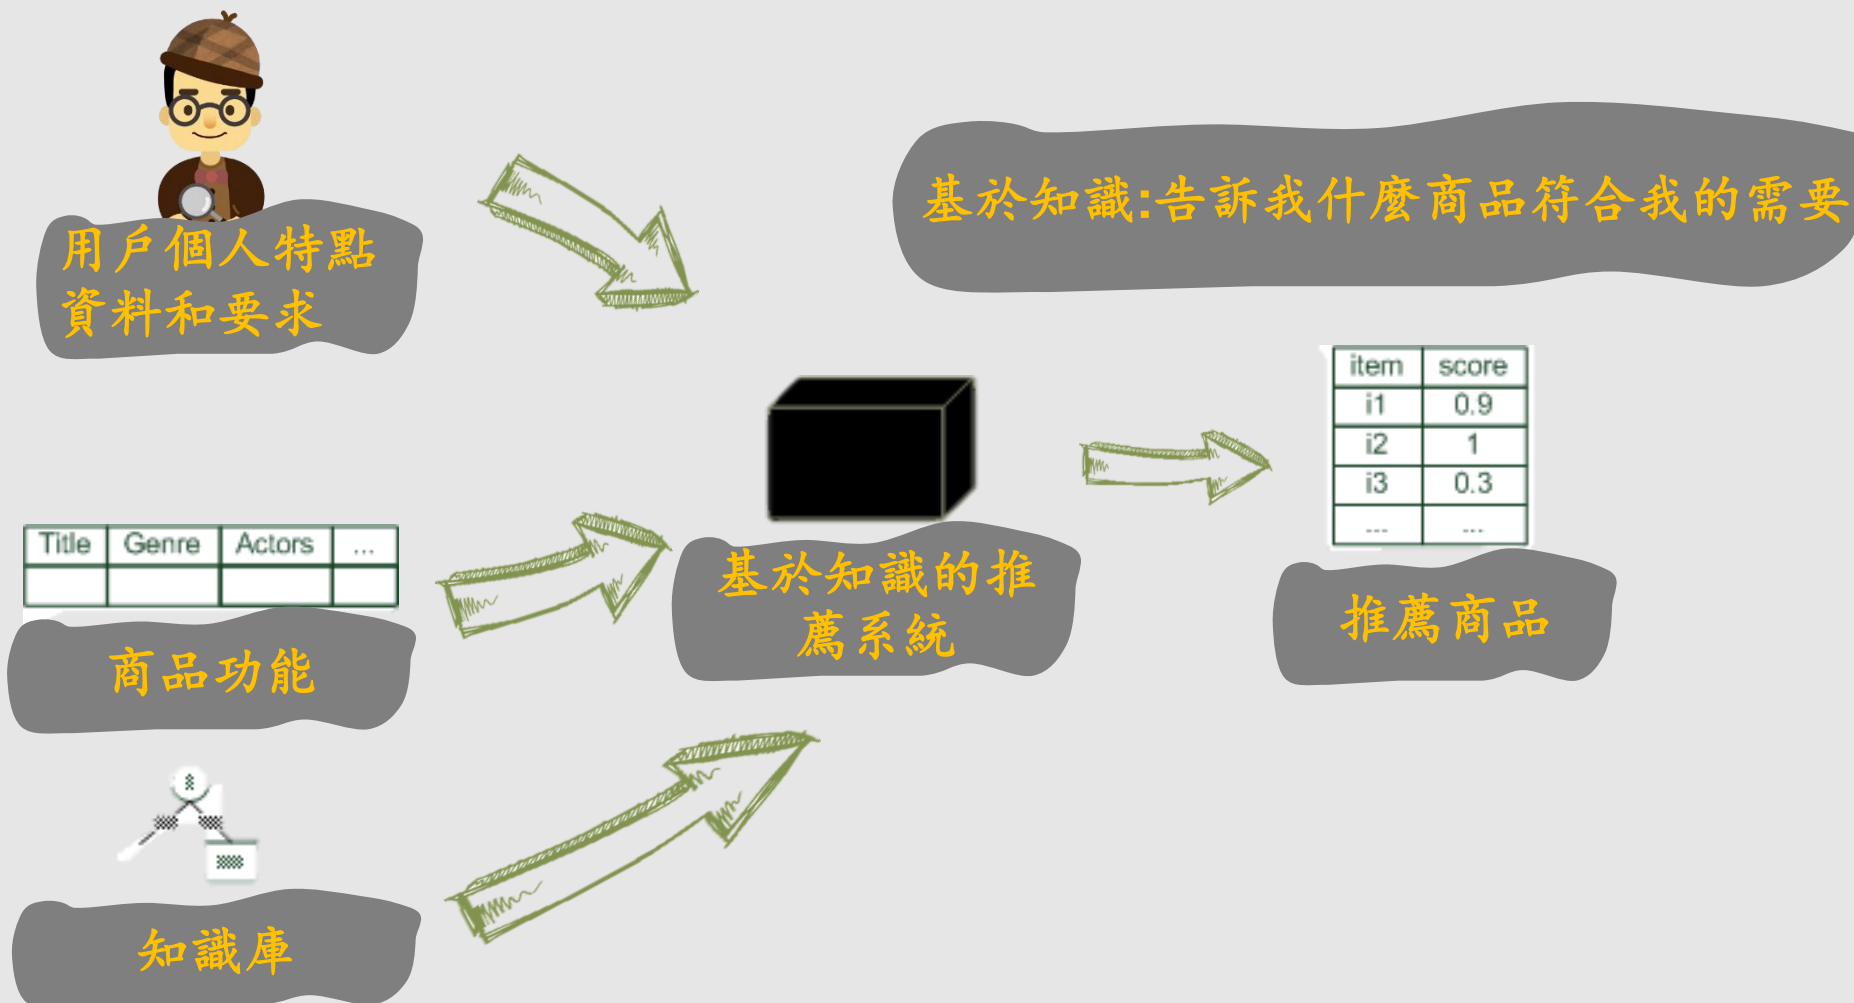 用戶個人特點
資料和要求
基於知識:告訴我什麼商品符合我的需要
item score
i1 0.9
i2 1
i3 0.3
... ...
Title Genre Actors ...
商品功能
基於知識的推
薦系統
推薦商品
知識庫